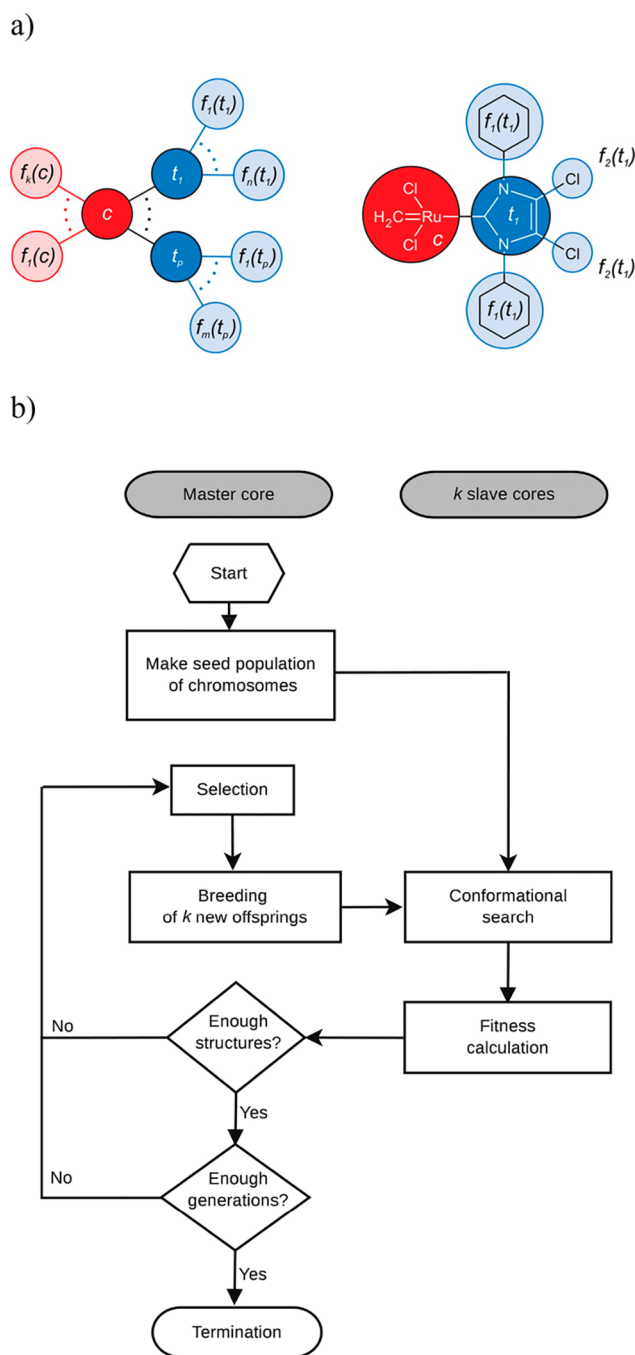 a)
f₁(t₁)
fₖ(c)
t₁
fₙ(t₁)
c
f₁(c)
tₚ
f₁(tₚ)
fₘ(tₚ)
f₁(t₁)
f₂(t₁)
Cl
Cl
N
H₂C=Ru
t₁
c
Cl
N
Cl
f₂(t₁)
f₁(t₁)
b)
Master core
k slave cores
Start
Make seed population
of chromosomes
Selection
Breeding
of k new offsprings
Conformational
search
No
Enough
structures?
Fitness
calculation
Yes
No
Enough
generations?
Yes
Termination